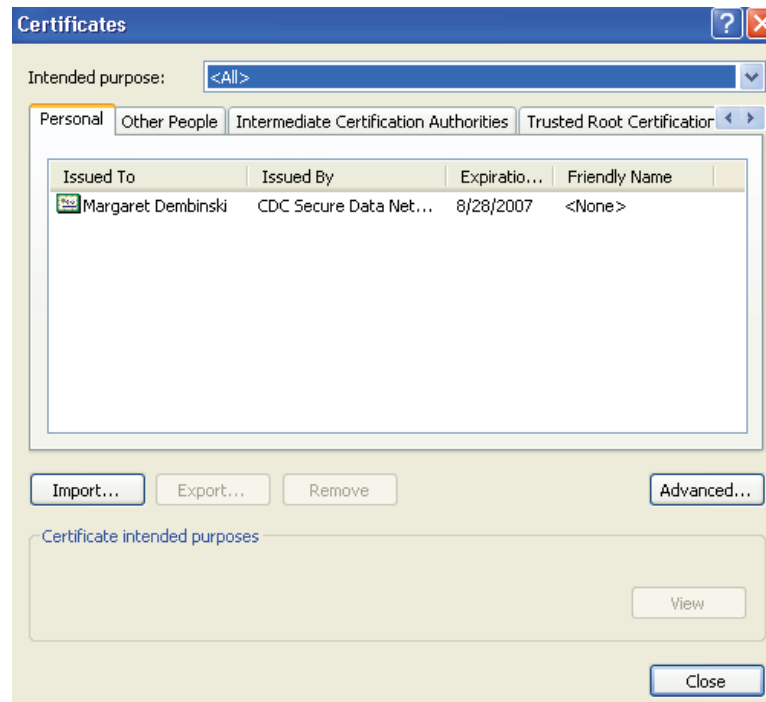 Certificates
Intended purpose: <All>
Personal Other People Intermediate Certification Authorities Trusted Root Certification
Issued To Issued By Expiratio... Friendly Name
Margaret Dembinski CDC Secure Data Net... 8/28/2007 <None>
Import... Export... Remove Advanced...
Certificate intended purposes
View
Close